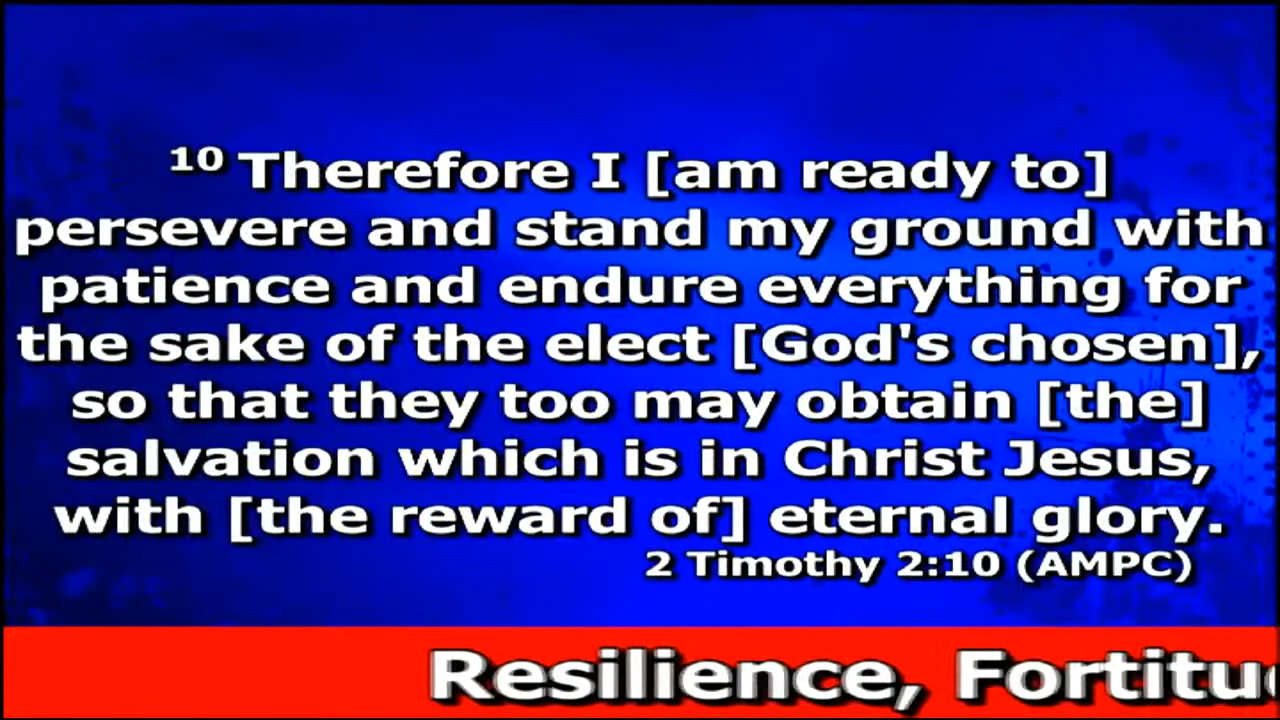 10 Therefore I [am ready to]
persevere and stand my ground with
patience and endure everything for
the sake of the elect [God's chosen],
so that they too may obtain [the]
salvation which is in Christ Jesus,
with [the reward of] eternal glory.
2 Timothy 2:10 (AMPC)
Resilience,